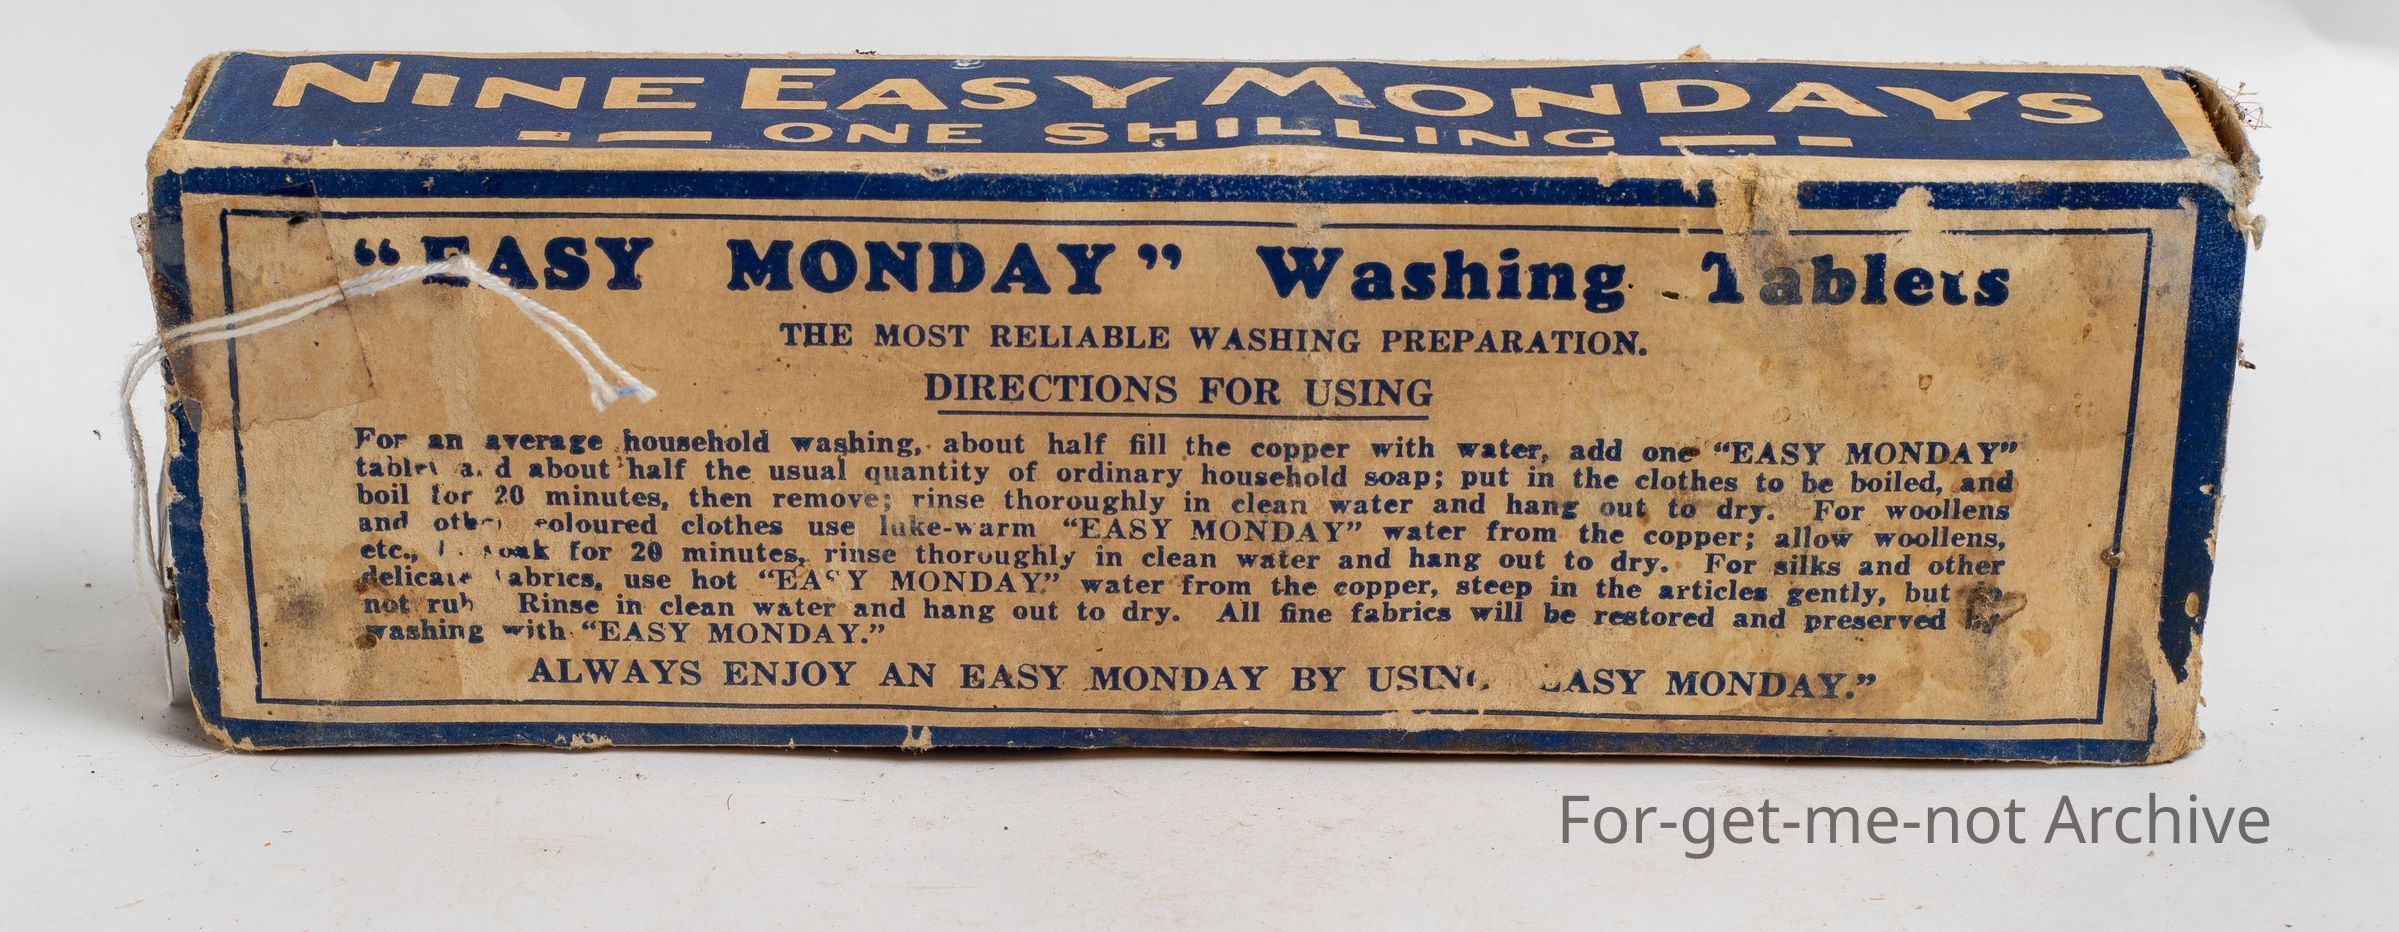 NINE EASY MONDAYS
ONE SHILLING
“EASY MONDAY” Washing Tablets
THE MOST RELIABLE WASHING PREPARATION.
DIRECTIONS FOR USING
For an average household washing, about half fill the copper with water, add one “EASY MONDAY”
tablet and about half the usual quantity of ordinary household soap; put in the clothes to be boiled, and
boil for 20 minutes, then remove; rinse thoroughly in clean water and hang out to dry. For woollens
and other coloured clothes use luke-warm “EASY MONDAY” water from the copper; allow woollens,
etc., soak for 20 minutes, rinse thoroughly in clean water and hang out to dry. For silks and other
delicate fabrics, use hot “EASY MONDAY” water from the copper, steep in the articles gently, but
not rub Rinse in clean water and hang out to dry. All fine fabrics will be restored and preserved by
washing with “EASY MONDAY.”
ALWAYS ENJOY AN EASY MONDAY BY USING EASY MONDAY.”
For-get-me-not Archive